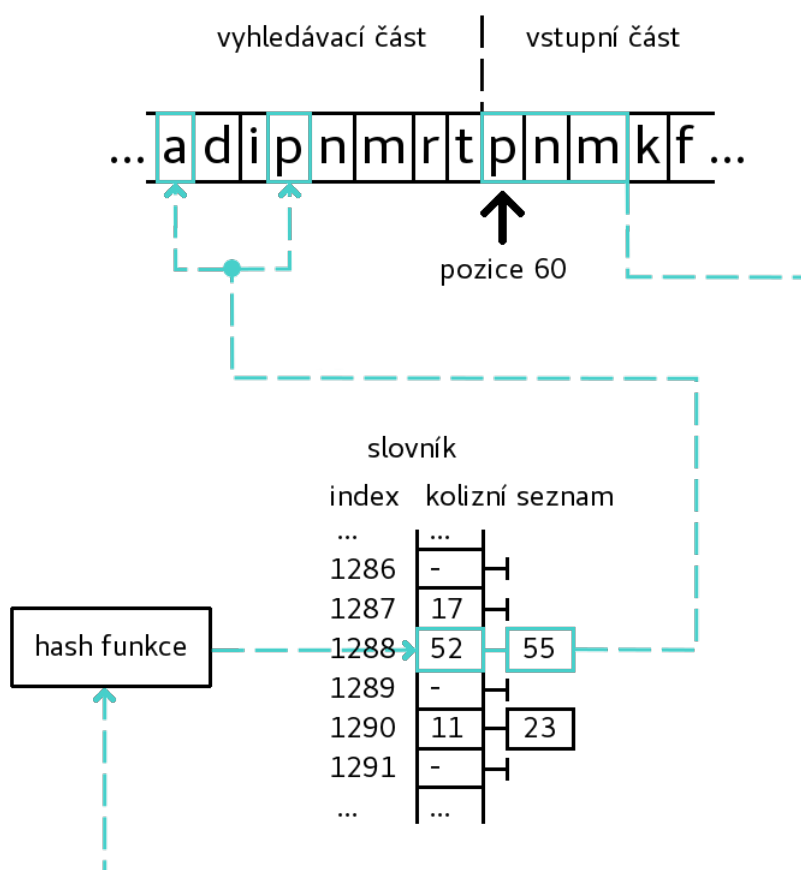 vyhledávací část vstupní část
... a d i p n m r t p n m k f ...
pozice 60
slovník
index kolizní seznam
... ...
1286 -
1287 17
hash funkce 1288 52 55
1289 -
1290 11 23
1291 -
... ...